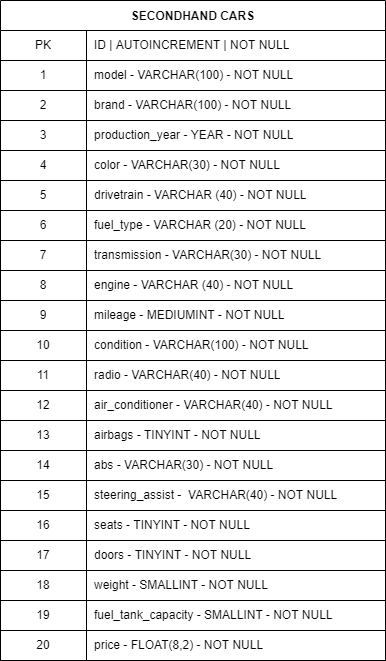 SECONDHAND CARS
PK ID | AUTOINCREMENT | NOT NULL
1 model - VARCHAR(100) - NOT NULL
2 brand - VARCHAR(100) - NOT NULL
3 production_year - YEAR - NOT NULL
4 color - VARCHAR(30) - NOT NULL
5 drivetrain - VARCHAR (40) - NOT NULL
6 fuel_type - VARCHAR (20) - NOT NULL
7 transmission - VARCHAR(30) - NOT NULL
8 engine - VARCHAR (40) - NOT NULL
9 mileage - MEDIUMINT - NOT NULL
10 condition - VARCHAR(100) - NOT NULL
11 radio - VARCHAR(40) - NOT NULL
12 air_conditioner - VARCHAR(40) - NOT NULL
13 airbags - TINYINT - NOT NULL
14 abs - VARCHAR(30) - NOT NULL
15 steering_assist -  VARCHAR(40) - NOT NULL
16 seats - TINYINT - NOT NULL
17 doors - TINYINT - NOT NULL
18 weight - SMALLINT - NOT NULL
19 fuel_tank_capacity - SMALLINT - NOT NULL
20 price - FLOAT(8,2) - NOT NULL